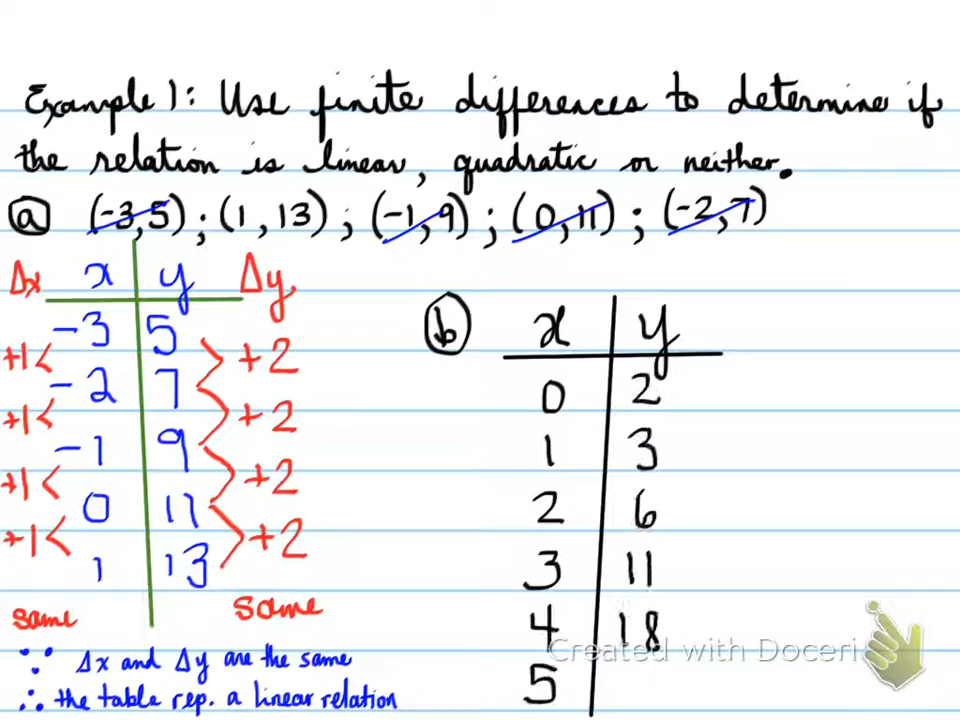 Example 1: Use finite differences to determine if
the relation is linear, quadratic or neither.
a (-3,5) ; (1,13) ; (-1,9) ; (0,11) ; (-2,7)
Δx x y Δy
-3 5
+1 +2
-2 7
+1 +2
-1 9
+1 +2
0 11
+1 +2
1 13
same same
∵ Δx and Δy are the same
∴ the table rep. a linear relation
b x y
0 2
1 3
2 6
3 11
4 18
5
Created with Doceri